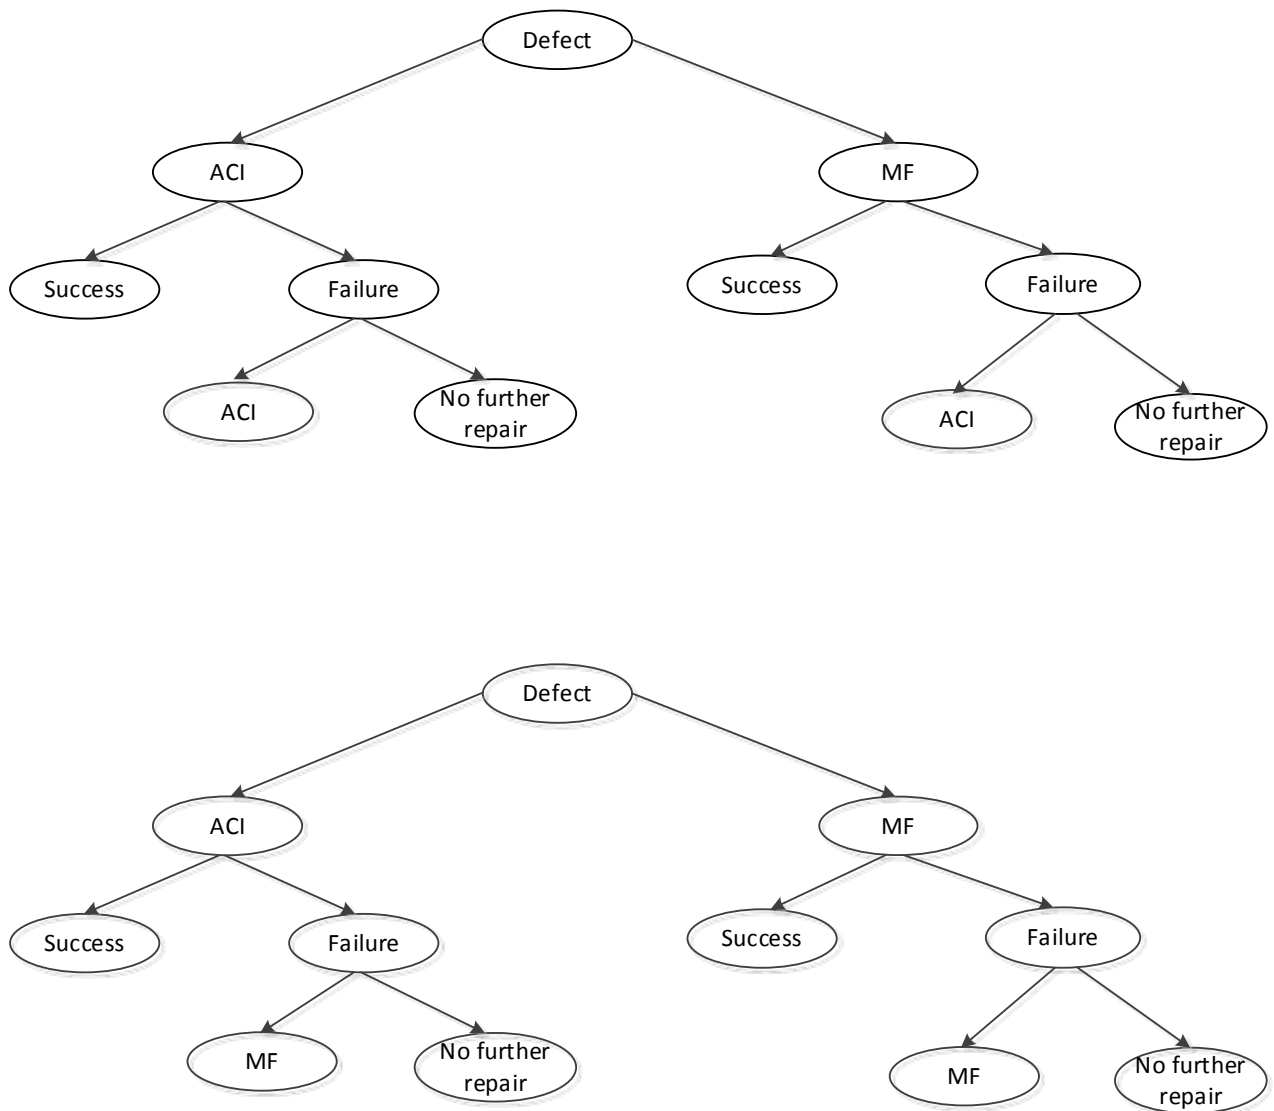 Defect
ACI
MF
Success
Failure
Success
Failure
ACI
No further
repair
ACI
No further
repair
Defect
ACI
MF
Success
Failure
Success
Failure
MF
No further
repair
MF
No further
repair